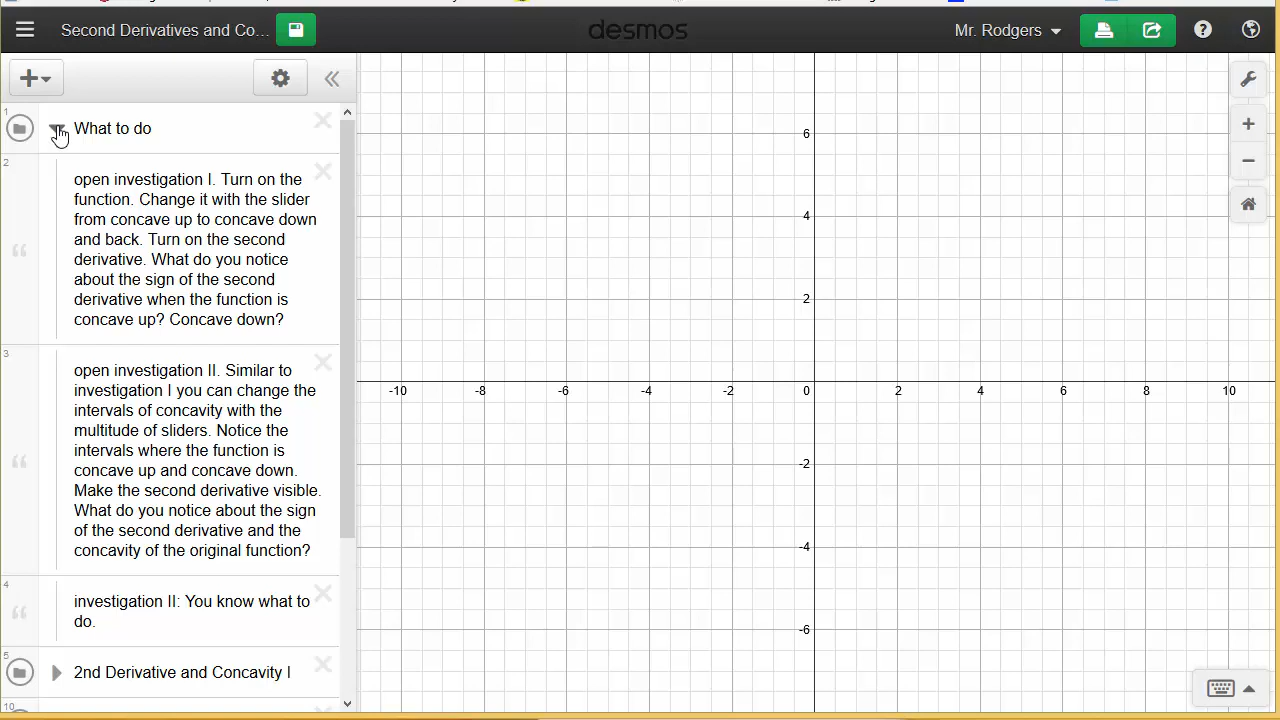 Second Derivatives and Co...
desmos
Mr. Rodgers
?
1
What to do
2
open investigation I. Turn on the
function. Change it with the slider
from concave up to concave down
and back. Turn on the second
derivative. What do you notice
about the sign of the second
derivative when the function is
concave up? Concave down?
3
open investigation II. Similar to
investigation I you can change the
intervals of concavity with the
multitude of sliders. Notice the
intervals where the function is
concave up and concave down.
Make the second derivative visible.
What do you notice about the sign
of the second derivative and the
concavity of the original function?
4
investigation II: You know what to
do.
5
2nd Derivative and Concavity I
10
6
4
2
-10 -8 -6 -4 -2 0 2 4 6 8 10
-2
-4
-6